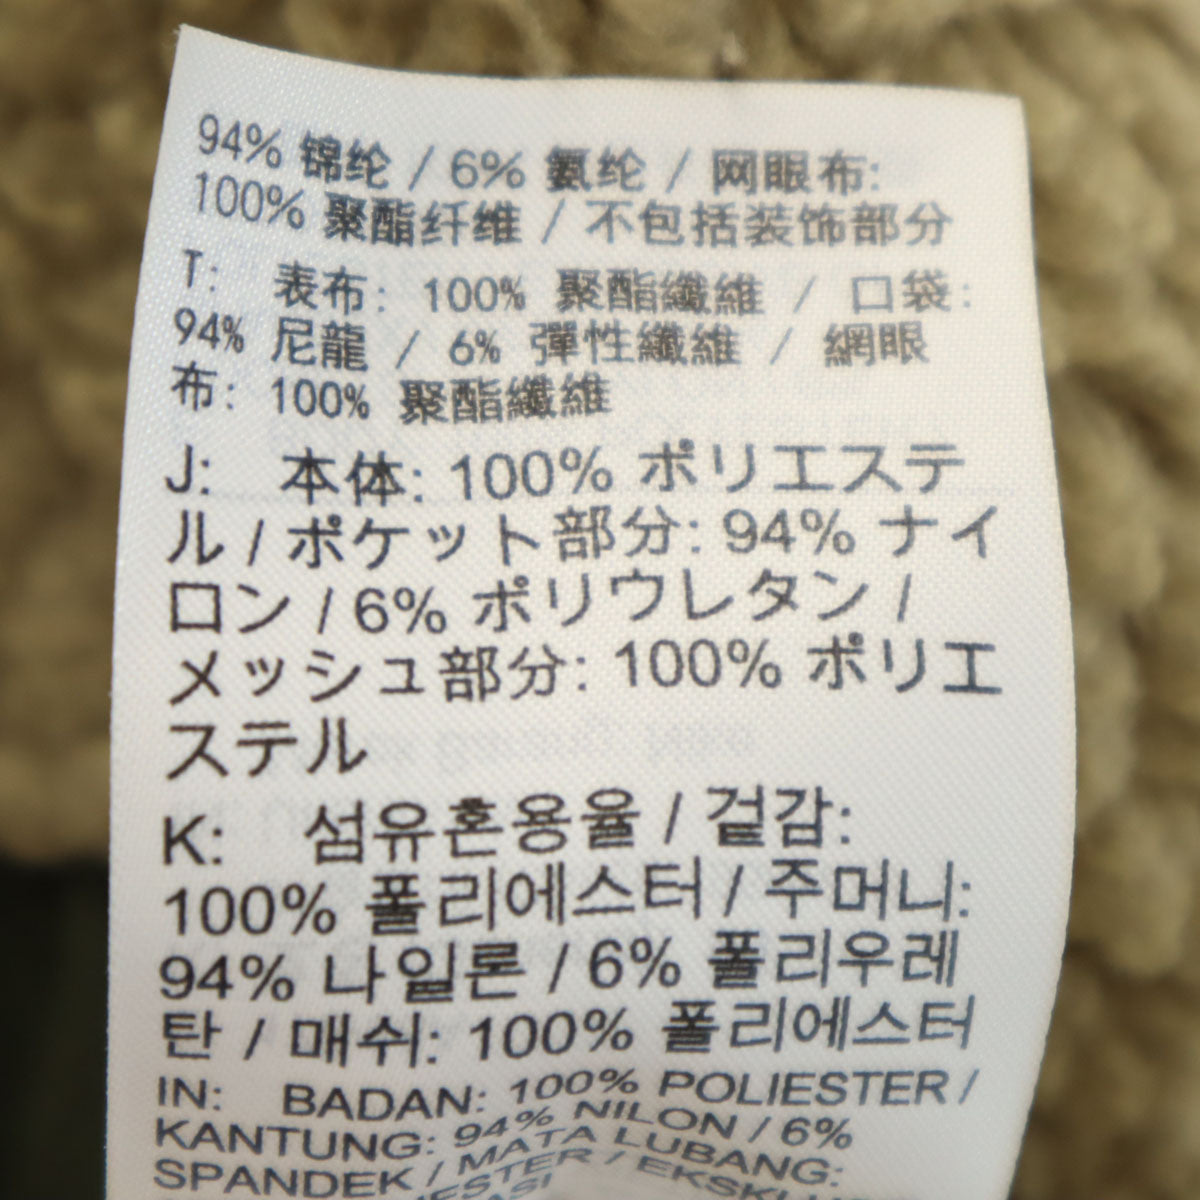 94% 锦纶 / 6% 氨纶 / 网眼布:
100% 聚酯纤维 / 不包括装饰部分
T: 表布: 100% 聚酯纖維 / 口袋:
94% 尼龍 / 6% 彈性纖維 / 網眼
布: 100% 聚酯纖維
J: 本体: 100% ポリエステ
ル / ポケット部分: 94% ナイ
ロン / 6% ポリウレタン /
メッシュ部分: 100% ポリエ
ステル
K: 섬유혼용율 / 겉감:
100% 폴리에스터 / 주머니:
94% 나일론 / 6% 폴리우레
탄 / 매쉬: 100% 폴리에스터
IN: BADAN: 100% POLIESTER /
KANTUNG: 94% NILON / 6%
SPANDEK / MATA LUBANG: